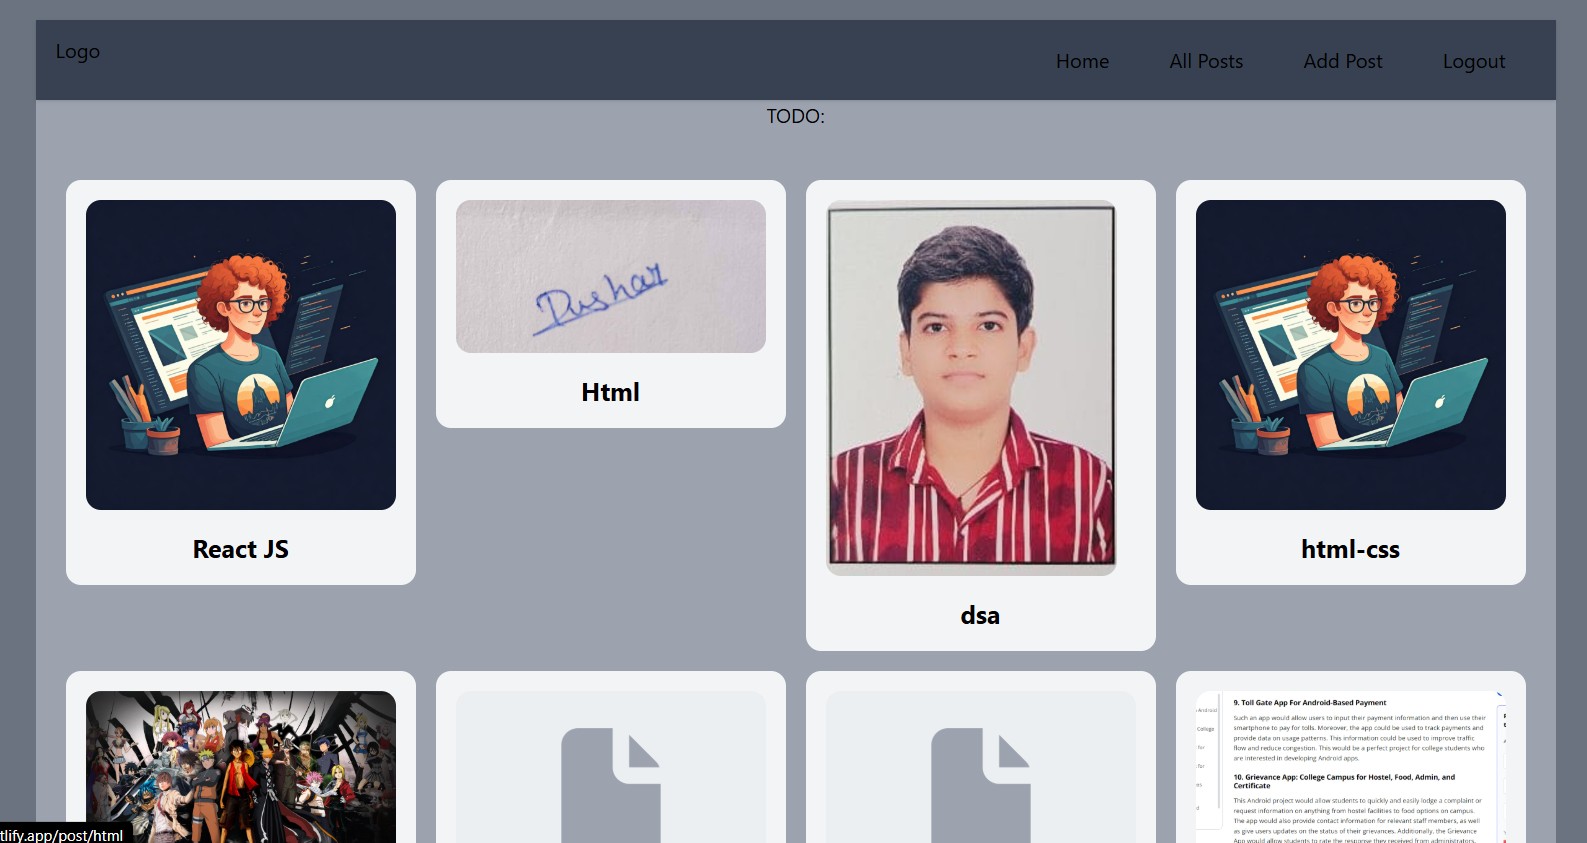 Logo
Home All Posts Add Post Logout
TODO:
Dushar
React JS
Html
dsa
html-css
9. Toll Gate App For Android-Based Payment
Such an app would allow users to input their payment information and then use their
smartphone to pay for tolls. Moreover, the app could be used to track payments and
provide data on usage patterns. This information could be used to improve traffic
flow and reduce congestion. This would be a perfect project for college students who
are interested in developing Android apps.
10. Grievance App: College Campus for Hostel, Food, Admin, and
Certificate
This Android project would allow students to quickly and easily lodge a complaint or
request information on anything from hostel facilities to food options on campus.
The app would also provide contact information for relevant staff members, as well
as give users updates on the status of their grievances. Additionally, the Grievance
App would allow students to rate the response they received from administrators.
tlify.app/post/html